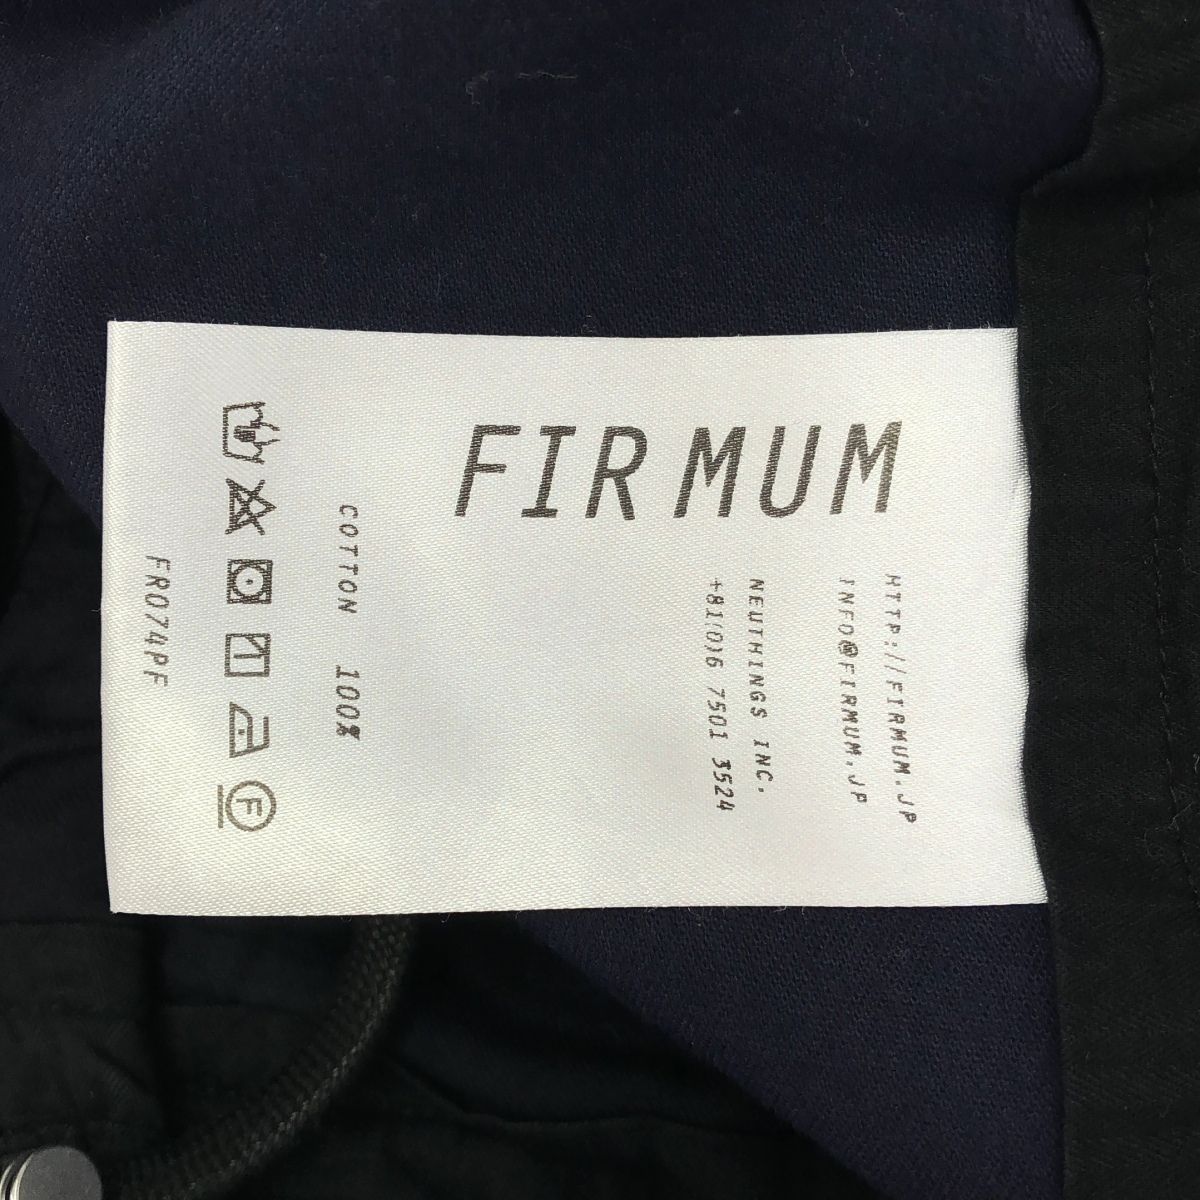 FIRMUM
HTTP://FIRMUM.JP
INFO@FIRMUM.JP
NEUTHINGS INC.
+81(0)6 7501 3524
COTTON 100%
F
FR074PF